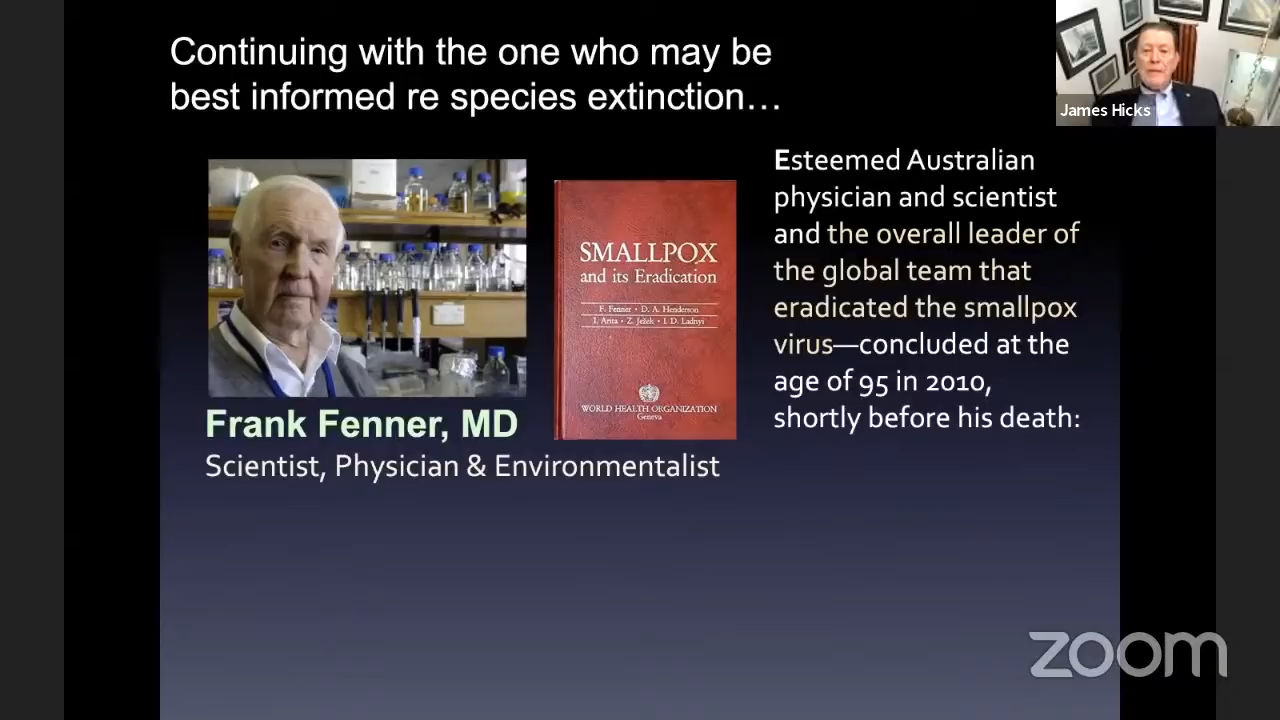 Continuing with the one who may be
best informed re species extinction...
James Hicks
Esteemed Australian
physician and scientist
and the overall leader of
the global team that
eradicated the smallpox
virus—concluded at the
age of 95 in 2010,
shortly before his death:
SMALLPOX
and its Eradication
F. Fenner • D. A. Henderson
I. Arita • Z. Ježek • I. D. Ladnyi
WORLD HEALTH ORGANIZATION
Geneva
Frank Fenner, MD
Scientist, Physician & Environmentalist
zoom